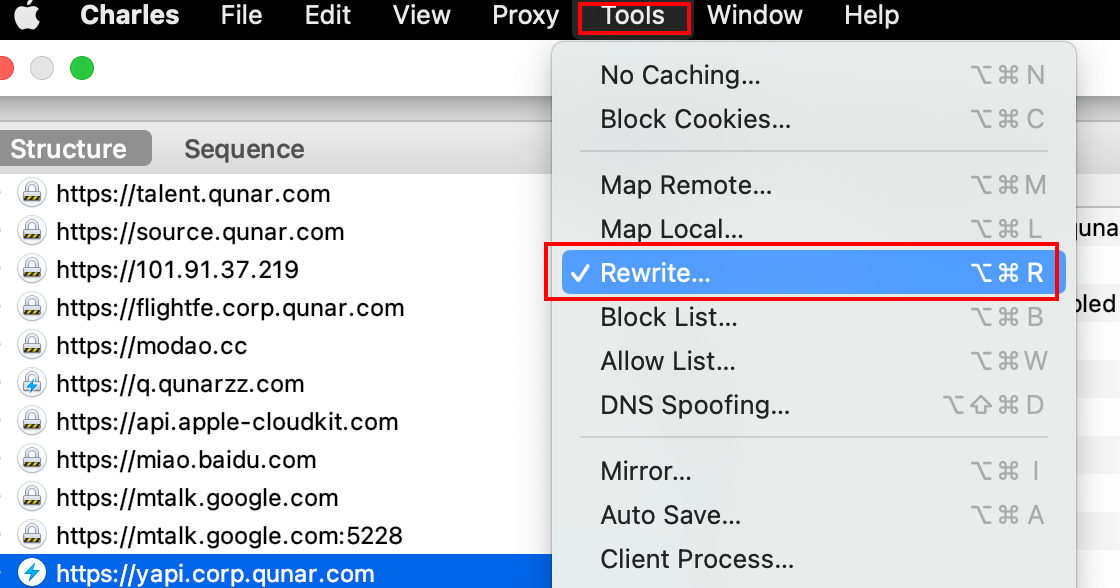 Charles File Edit View Proxy Tools Window Help
No Caching... ⌥⌘N
Block Cookies... ⌥⌘C
Structure Sequence
Map Remote... ⌥⌘M
Map Local... ⌥⌘L
✓ Rewrite... ⌥⌘R
Block List... ⌥⌘B
Allow List... ⌥⌘W
DNS Spoofing... ⌥⇧⌘D
Mirror... ⌥⌘I
Auto Save... ⌥⌘A
Client Process...
https://talent.qunar.com
https://source.qunar.com
https://101.91.37.219
https://flightfe.corp.qunar.com
https://modao.cc
https://q.qunarzz.com
https://api.apple-cloudkit.com
https://miao.baidu.com
https://mtalk.google.com
https://mtalk.google.com:5228
https://yapi.corp.qunar.com